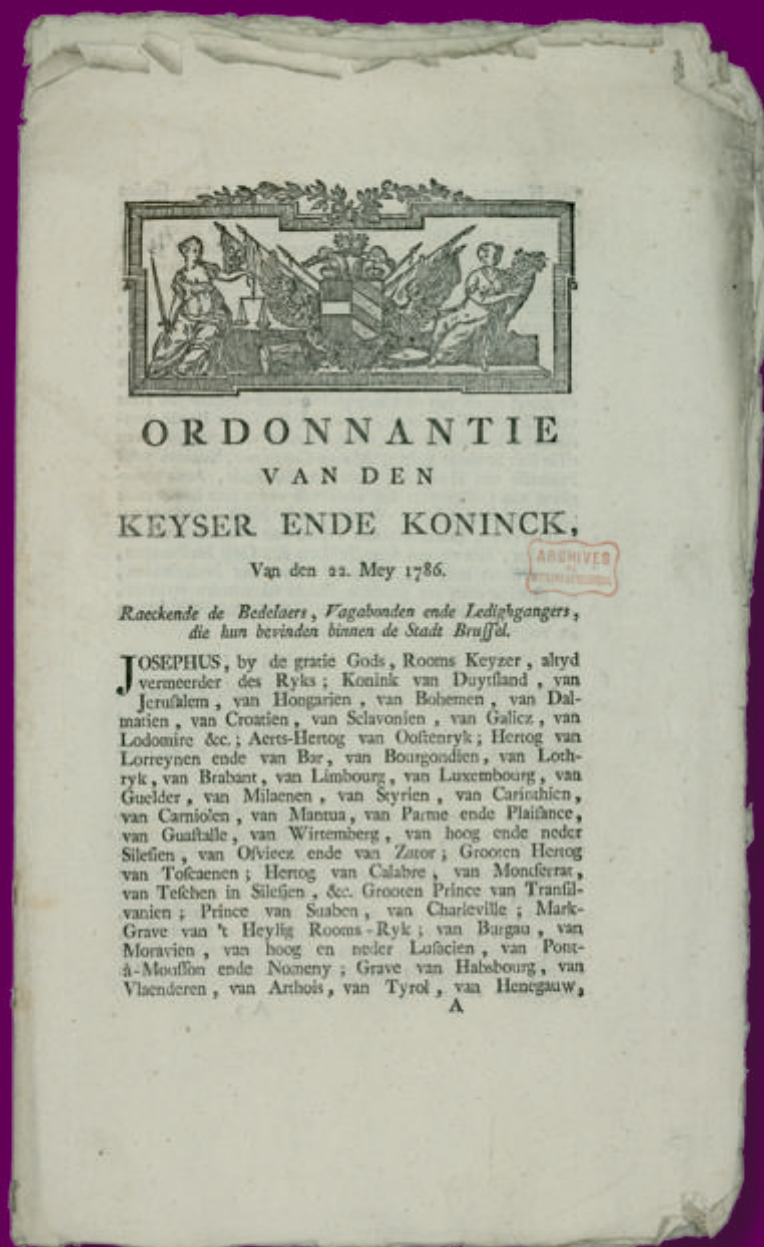 ORDONNANTIE
VAN DEN
KEYSER ENDE KONINCK,
Van den 22. Mey 1786.
ARCHIVES
Raeckende de Bedelaers, Vagabonden ende Ledighgangers,
die hun bevinden binnen de Stadt Bruſſel.
JOSEPHUS, by de gratie Gods, Rooms Keyzer, altyd
vermeerder des Ryks; Konink van Duytſland, van
Jeruſalem, van Hongarien, van Bohemen, van Dal-
matien, van Croatien, van Sclavonien, van Galicz, van
Lodomire &c.; Aerts-Hertog van Ooſtenryk; Hertog van
Lorreynen ende van Bar, van Bourgondien, van Loth-
ryk, van Brabant, van Limbourg, van Luxembourg, van
Guelder, van Milaenen, van Styrien, van Carinthien,
van Carniolen, van Mantua, van Parme ende Plaiſance,
van Guaſtalle, van Wirtemberg, van hoog ende neder
Sileſien, van Oſviecz ende van Zator; Grooten Hertog
van Toſcaenen; Hertog van Calabre, van Montſerrat,
van Teſchen in Sileſien, &c. Grooten Prince van Tranſil-
vanien; Prince van Suaben, van Charleville; Mark-
Grave van 't Heylig Rooms-Ryk; van Burgau, van
Moravien, van hoog en neder Luſacien, van Pont-
à-Mouſſon ende Nomeny; Grave van Habsbourg, van
Vlaenderen, van Arthois, van Tyrol, van Henegauw,
A